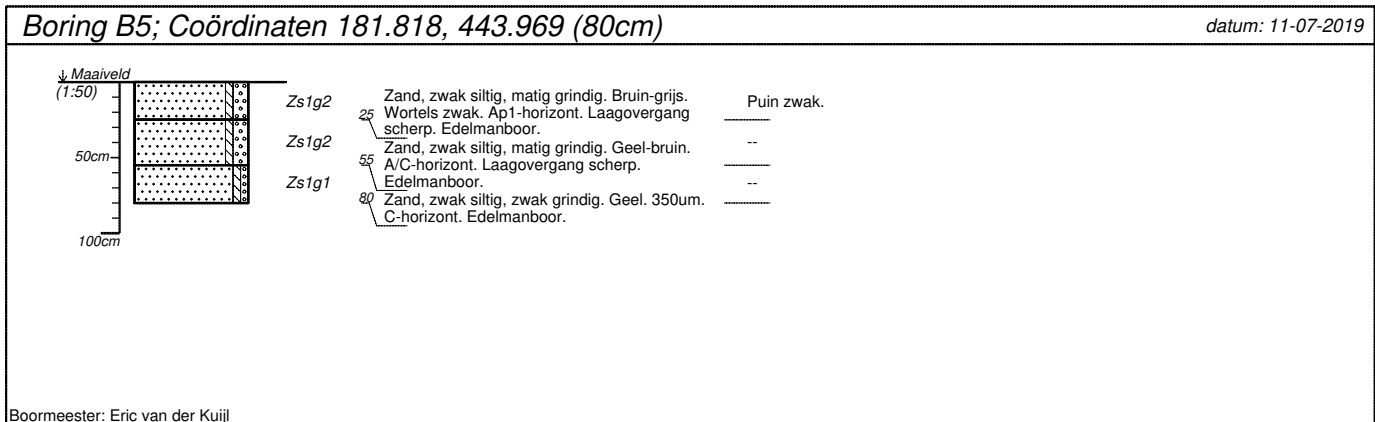 Boring B5; Coördinaten 181.818, 443.969 (80cm)
datum: 11-07-2019
Maaiveld
(1:50)
50cm
100cm
Zs1g2
25
Zand, zwak siltig, matig grindig. Bruin-grijs.
Wortels zwak. Ap1-horizont. Laagovergang
scherp. Edelmanboor.
Puin zwak.
Zs1g2
55
Zand, zwak siltig, matig grindig. Geel-bruin.
A/C-horizont. Laagovergang scherp.
Edelmanboor.
--
Zs1g1
80
Zand, zwak siltig, zwak grindig. Geel. 350um.
C-horizont. Edelmanboor.
--
Boormeester: Eric van der Kuijl